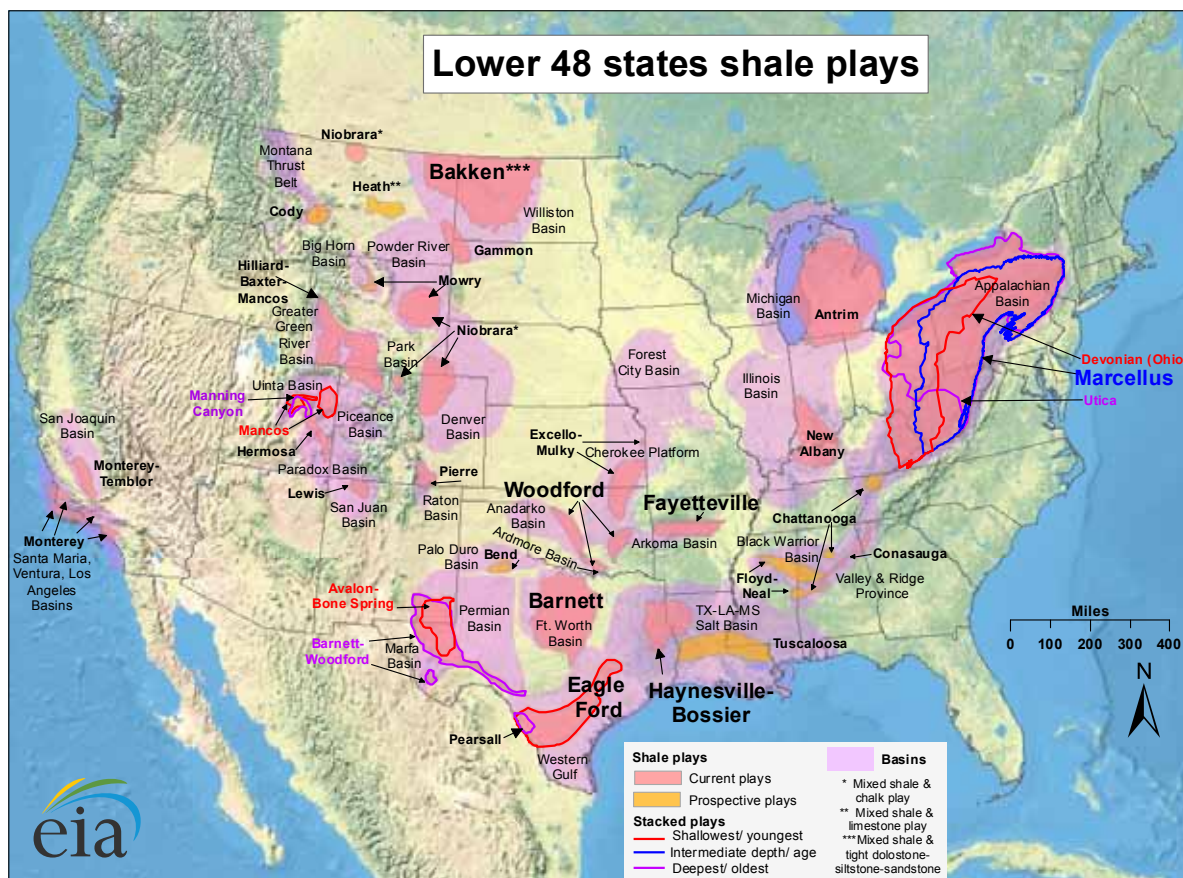 Lower 48 states shale plays
Niobrara*
Montana
Thrust
Belt
Bakken***
Heath**
Cody
Williston
Basin
Big Horn
Basin
Powder River
Basin
Gammon
Hilliard-
Baxter-
Mancos
Mowry
Greater
Green
River
Basin
Niobrara*
Park
Basin
Michigan
Basin
Antrim
Appalachian
Basin
Devonian (Ohio
Marcellus
Utica
Forest
City Basin
Illinois
Basin
Uinta Basin
Manning
Canyon
Mancos
Piceance
Basin
Denver
Basin
Hermosa
San Joaquin
Basin
Monterey-
Temblor
Paradox Basin
Lewis
San Juan
Basin
Pierre
Raton
Basin
Excello-
Mulky
Cherokee Platform
New
Albany
Woodford
Anadarko
Basin
Fayetteville
Arkoma Basin
Chattanooga
Black Warrior
Basin
Conasauga
Monterey
Santa Maria,
Ventura, Los
Angeles
Basins
Palo Duro
Basin
Bend
Ardmore Basin
Floyd-
Neal
Valley & Ridge
Province
Avalon-
Bone Spring
Permian
Basin
Barnett
Ft. Worth
Basin
TX-LA-MS
Salt Basin
Tuscaloosa
Barnett-
Woodford
Marfa
Basin
Eagle
Ford
Haynesville-
Bossier
Pearsall
Western
Gulf
Miles
0 100 200 300 400
N
Shale plays
Current plays
Prospective plays
Stacked plays
Shallowest/ youngest
Intermediate depth/ age
Deepest/ oldest
Basins
* Mixed shale &
chalk play
** Mixed shale &
limestone play
***Mixed shale &
tight dolostone-
siltstone-sandstone
eia